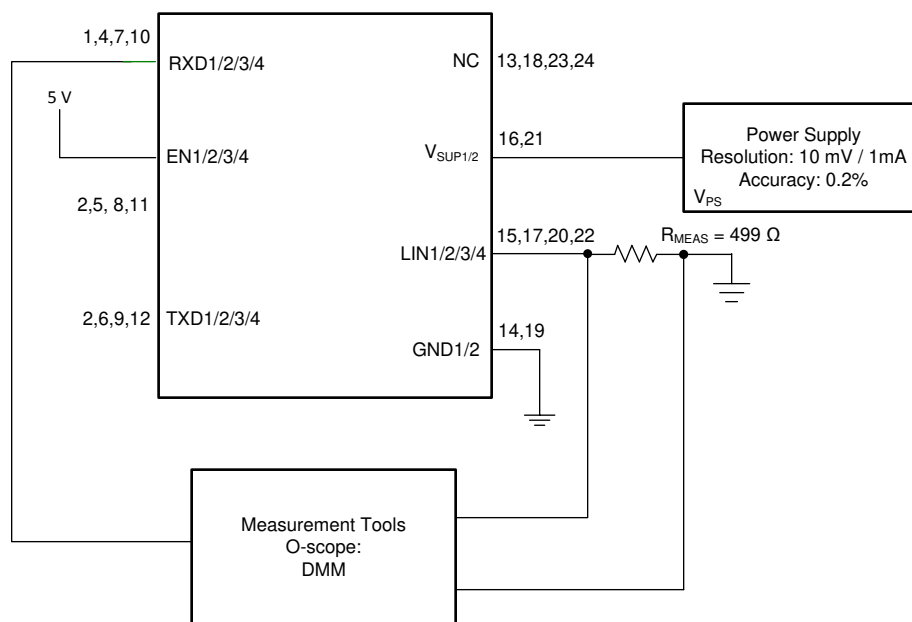 1,4,7,10
RXD1/2/3/4
NC
13,18,23,24
5 V
EN1/2/3/4
VSUP1/2
16,21
Power Supply
Resolution: 10 mV / 1mA
Accuracy: 0.2%
VPS
2,5, 8,11
LIN1/2/3/4
15,17,20,22
RMEAS = 499 Ω
2,6,9,12
TXD1/2/3/4
GND1/2
14,19
Measurement Tools
O-scope:
DMM